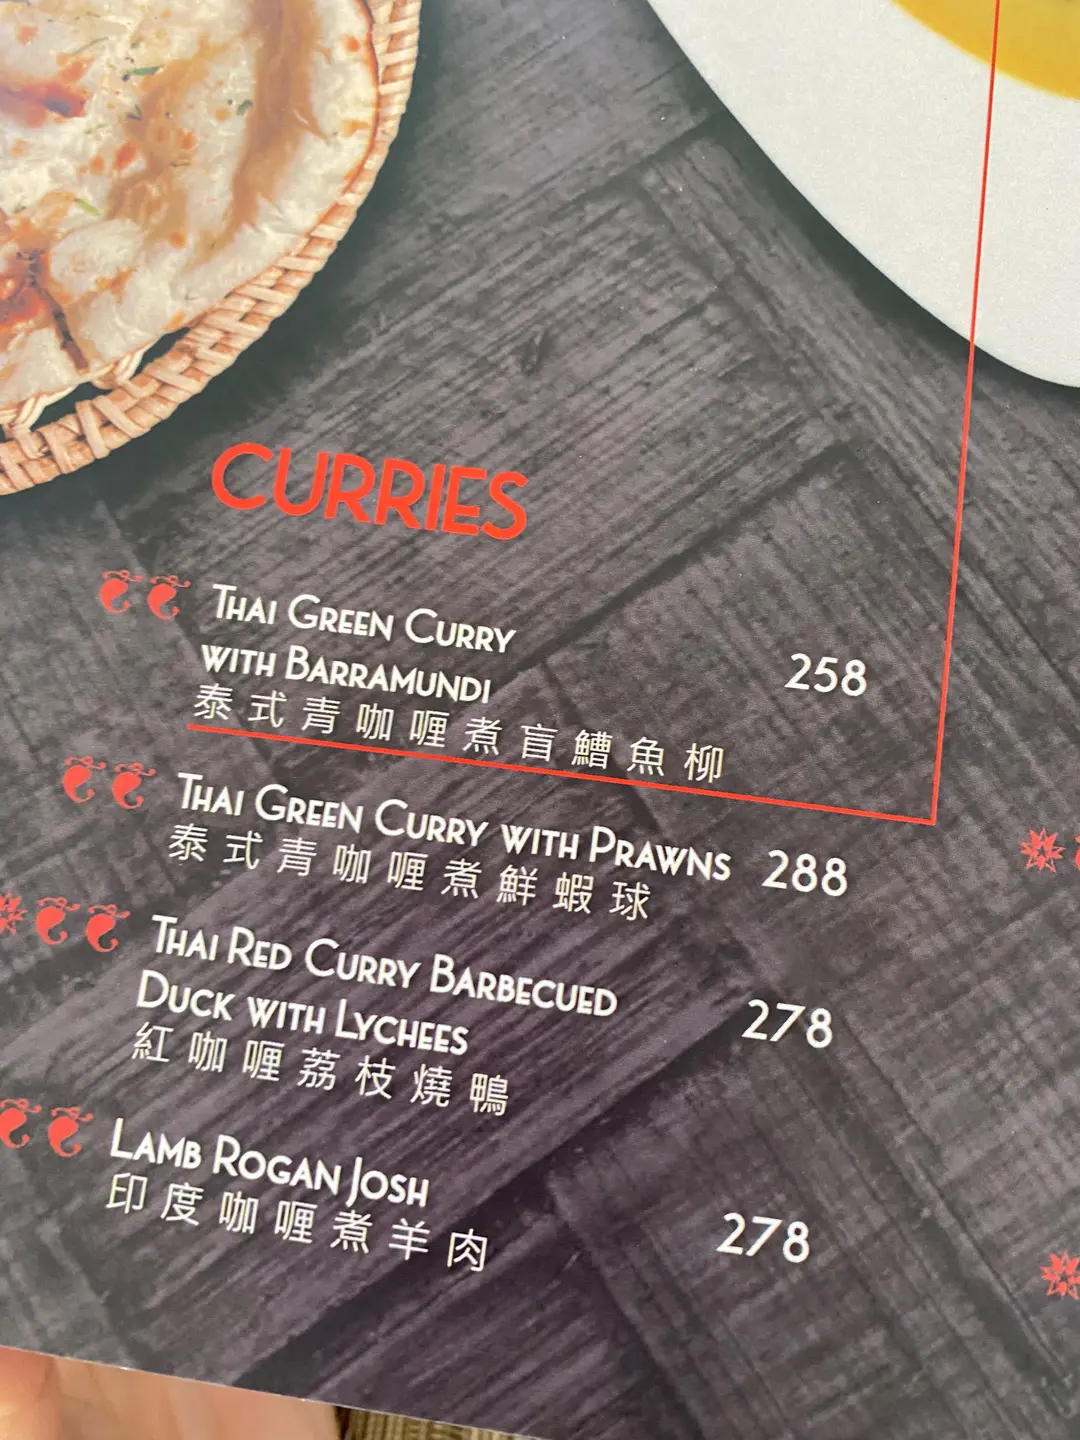 CURRIES
THAI GREEN CURRY
WITH BARRAMUNDI
258
泰式青咖喱煮盲鰽魚柳
THAI GREEN CURRY WITH PRAWNS 288
泰式青咖喱煮鮮蝦球
THAI RED CURRY BARBECUED
DUCK WITH LYCHEES
278
紅咖喱荔枝燒鴨
LAMB ROGAN JOSH
278
印度咖喱煮羊肉